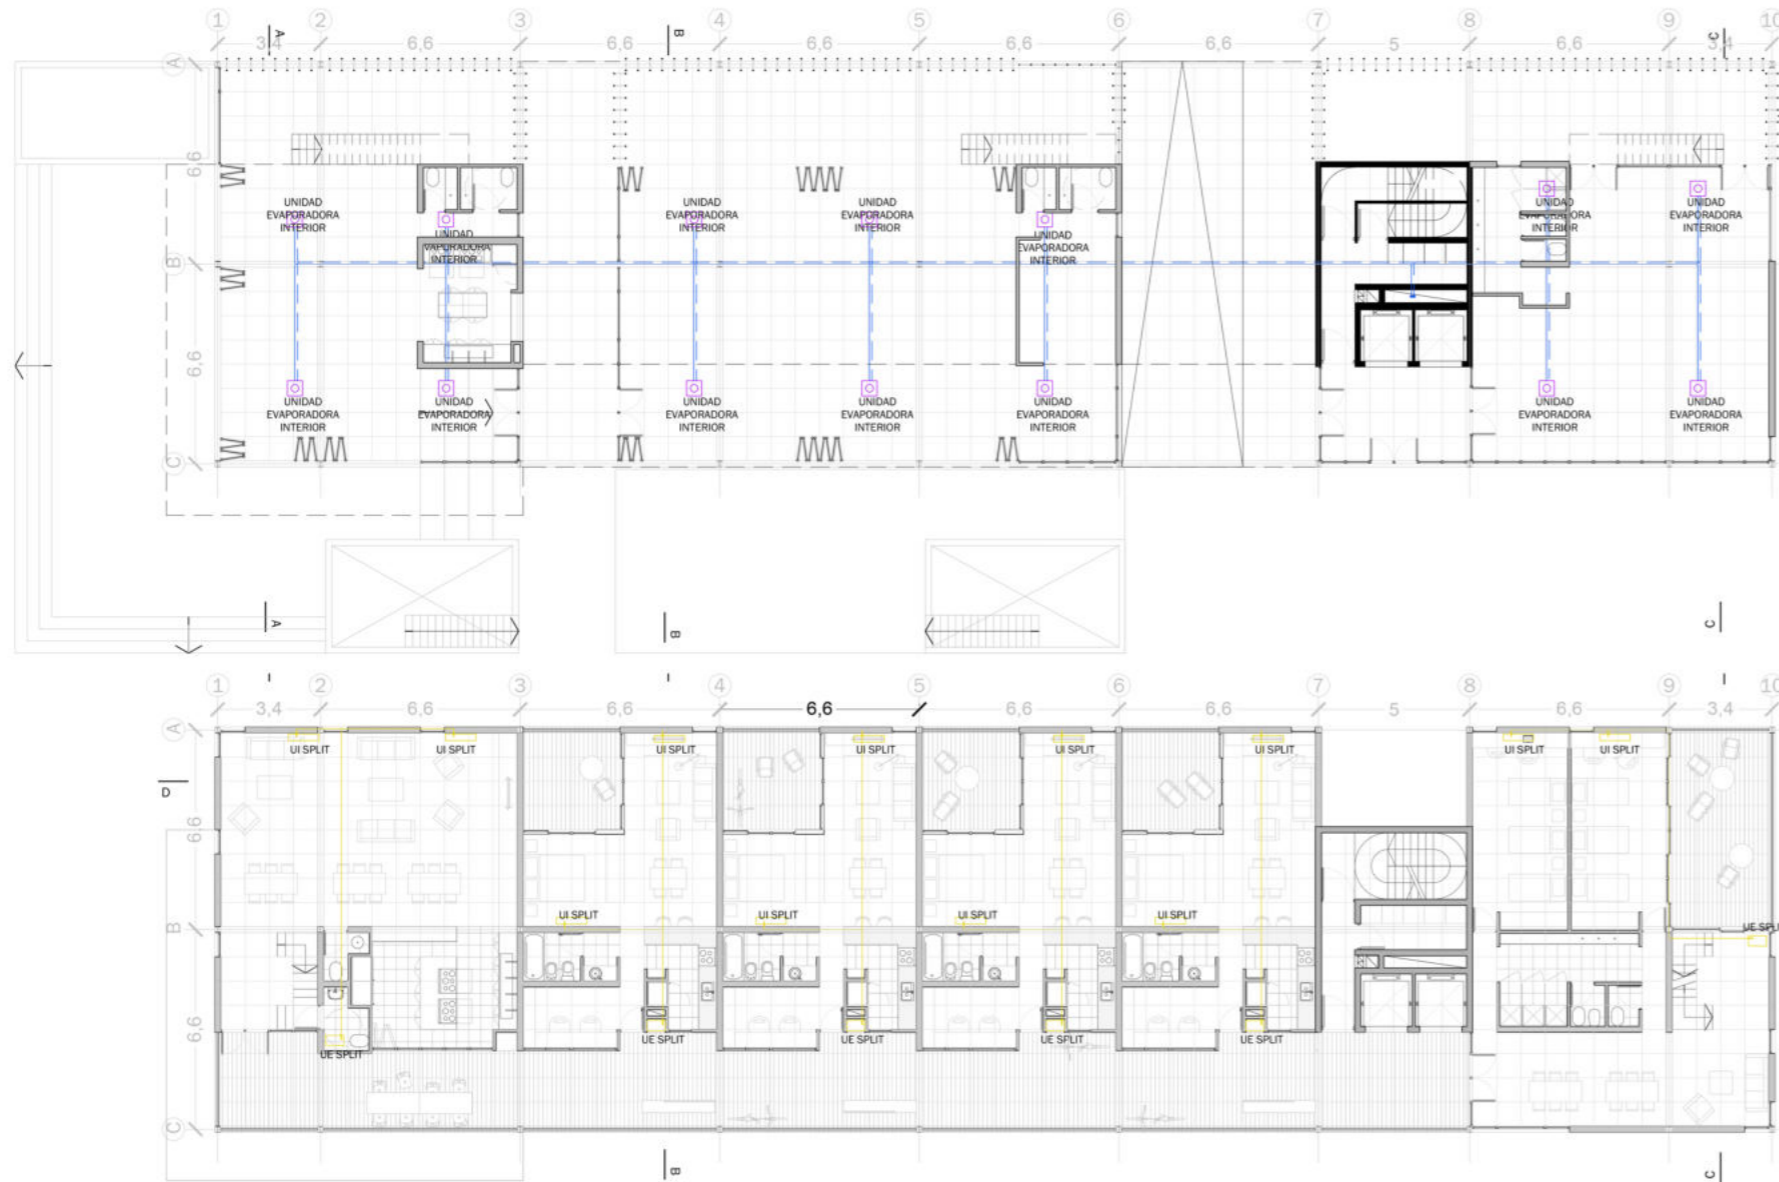 1 2 3 4 5 6 7 8 9 10
A B C
3,4 6,6 6,6 6,6 6,6 6,6 5 6,6 3,4
A
6,6
UNIDAD EVAPORADORA INTERIOR
UNIDAD EVAPORADORA INTERIOR
UNIDAD EVAPORADORA INTERIOR
UNIDAD EVAPORADORA INTERIOR
UNIDAD EVAPORADORA INTERIOR
UNIDAD EVAPORADORA INTERIOR
UNIDAD EVAPORADORA INTERIOR
B
6,6
UNIDAD EVAPORADORA INTERIOR
UNIDAD EVAPORADORA INTERIOR
UNIDAD EVAPORADORA INTERIOR
UNIDAD EVAPORADORA INTERIOR
UNIDAD EVAPORADORA INTERIOR
UNIDAD EVAPORADORA INTERIOR
UNIDAD EVAPORADORA INTERIOR
C
A B C
1 2 3 4 5 6 7 8 9 10
3,4 6,6 6,6 6,6 6,6 6,6 5 6,6 3,4
A
UI SPLIT UI SPLIT UI SPLIT UI SPLIT UI SPLIT UI SPLIT UI SPLIT UI SPLIT
D
6,6
UI SPLIT UI SPLIT UI SPLIT UI SPLIT
B
UE SPLI
6,6
UE SPLIT UE SPLIT UE SPLIT UE SPLIT UE SPLIT
C
B C